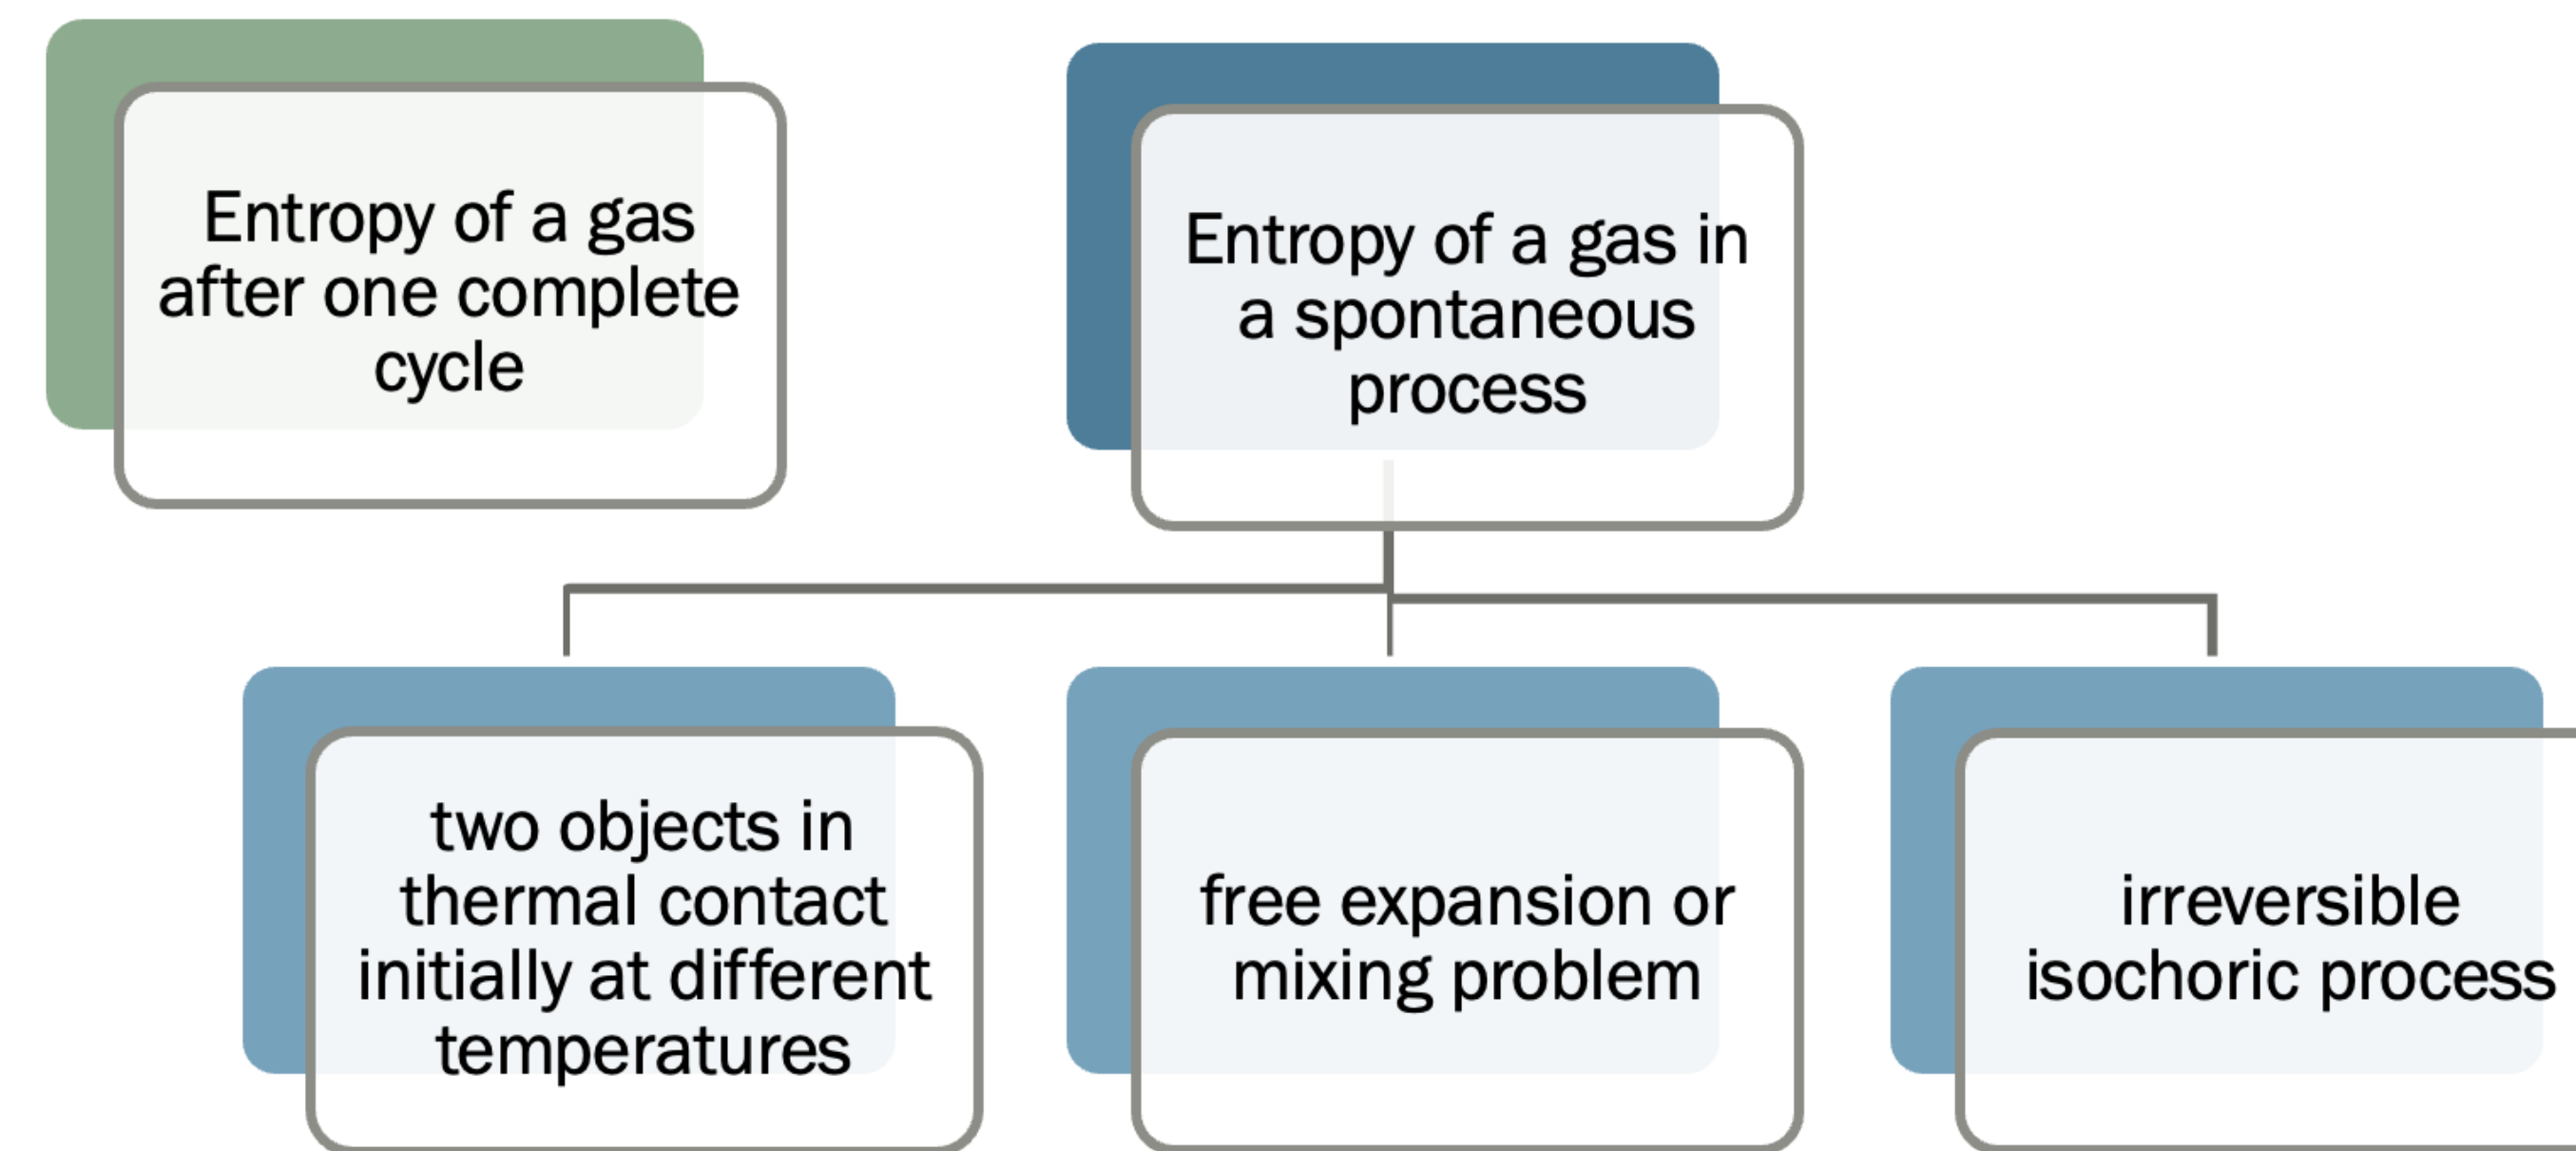 Entropy of a gas
after one complete
cycle
Entropy of a gas in
a spontaneous
process
two objects in
thermal contact
initially at different
temperatures
free expansion or
mixing problem
irreversible
isochoric process